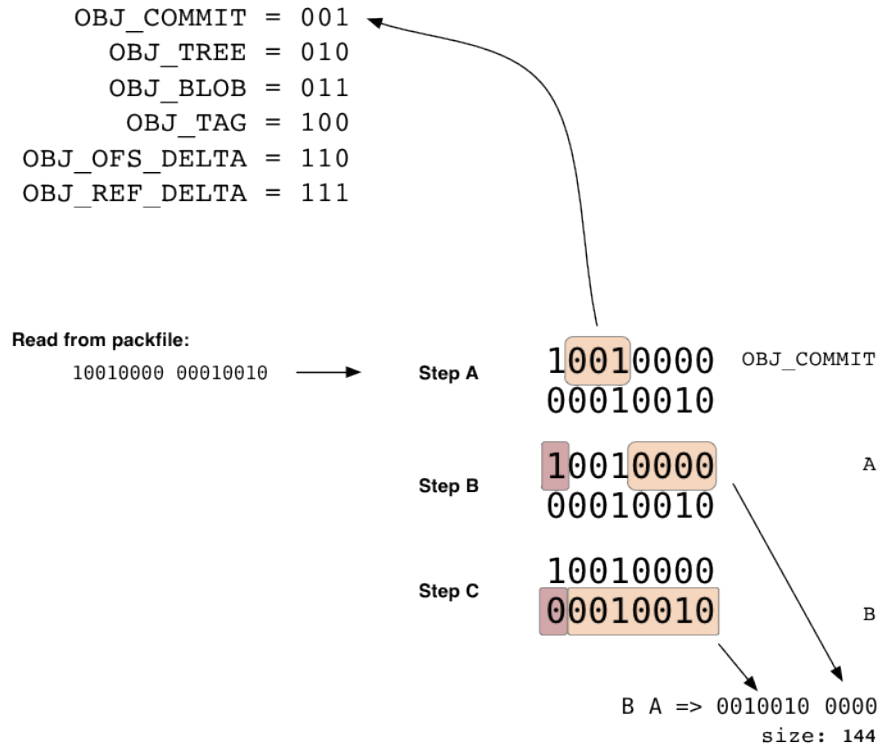 OBJ_COMMIT = 001
OBJ_TREE = 010
OBJ_BLOB = 011
OBJ_TAG = 100
OBJ_OFS_DELTA = 110
OBJ_REF_DELTA = 111
Read from packfile:
10010000 00010010
Step A
10010000 OBJ_COMMIT
00010010
Step B
10010000 A
00010010
Step C
10010000
00010010 B
B A => 0010010 0000
size: 144